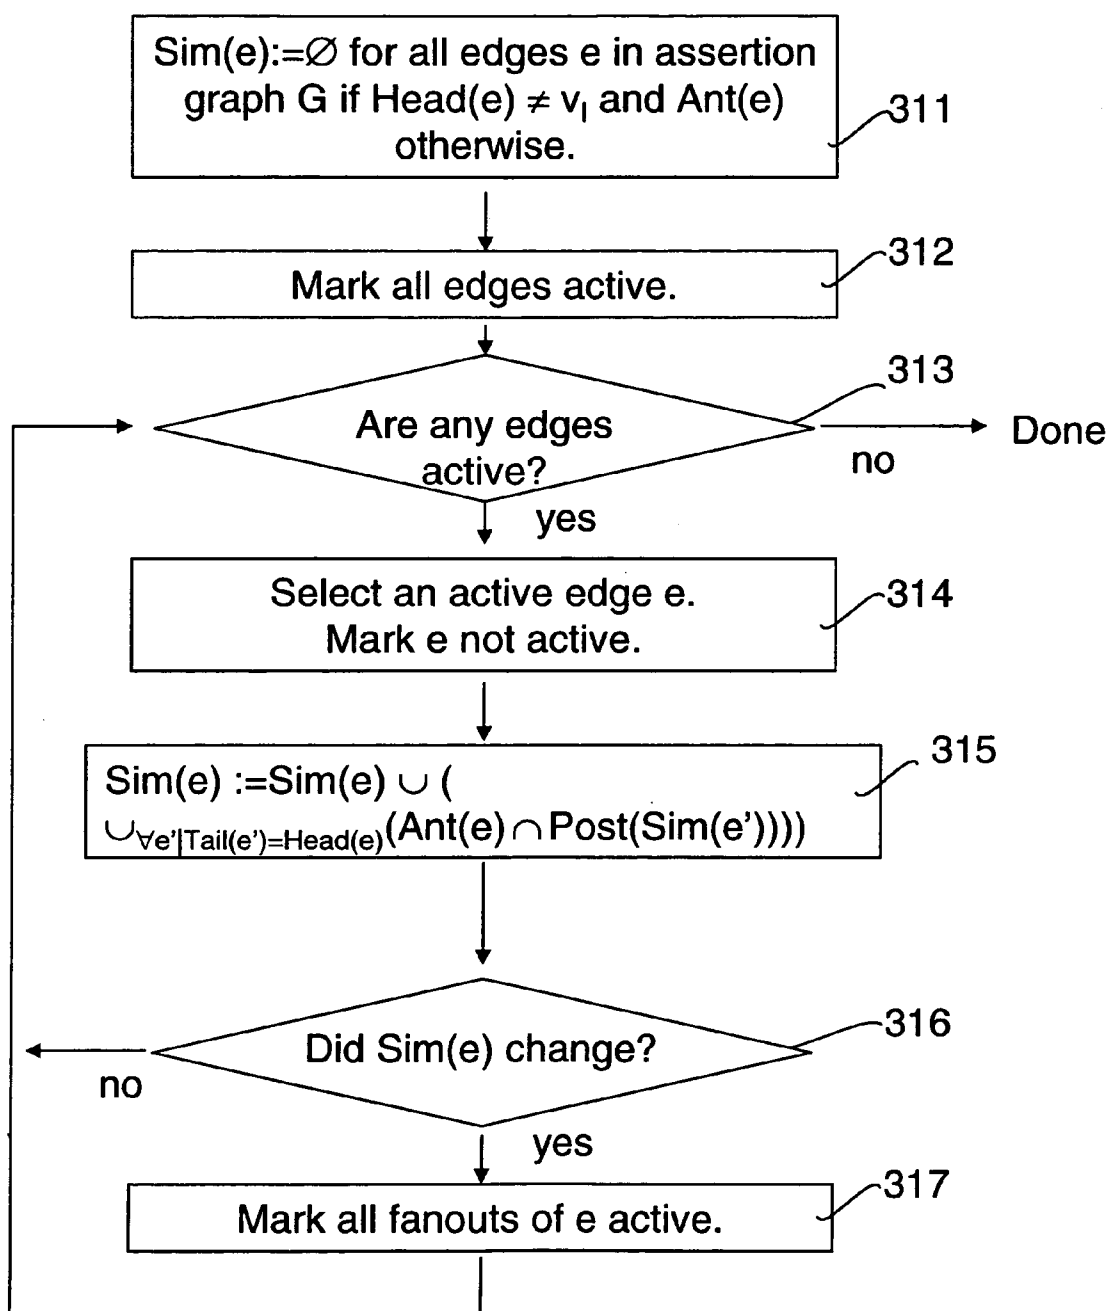 Sim(e):=∅ for all edges e in assertion
graph G if Head(e) ≠ vI and Ant(e)
otherwise.
311
Mark all edges active.
312
313
Are any edges
active?
no
Done
yes
Select an active edge e.
Mark e not active.
314
Sim(e) :=Sim(e) ∪ (
∪∀e'|Tail(e')=Head(e)(Ant(e)∩Post(Sim(e'))))
315
Did Sim(e) change?
316
no
yes
Mark all fanouts of e active.
317